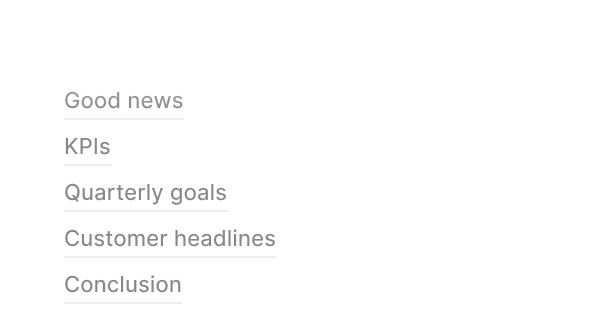 Good news
KPIs
Quarterly goals
Customer headlines
Conclusion